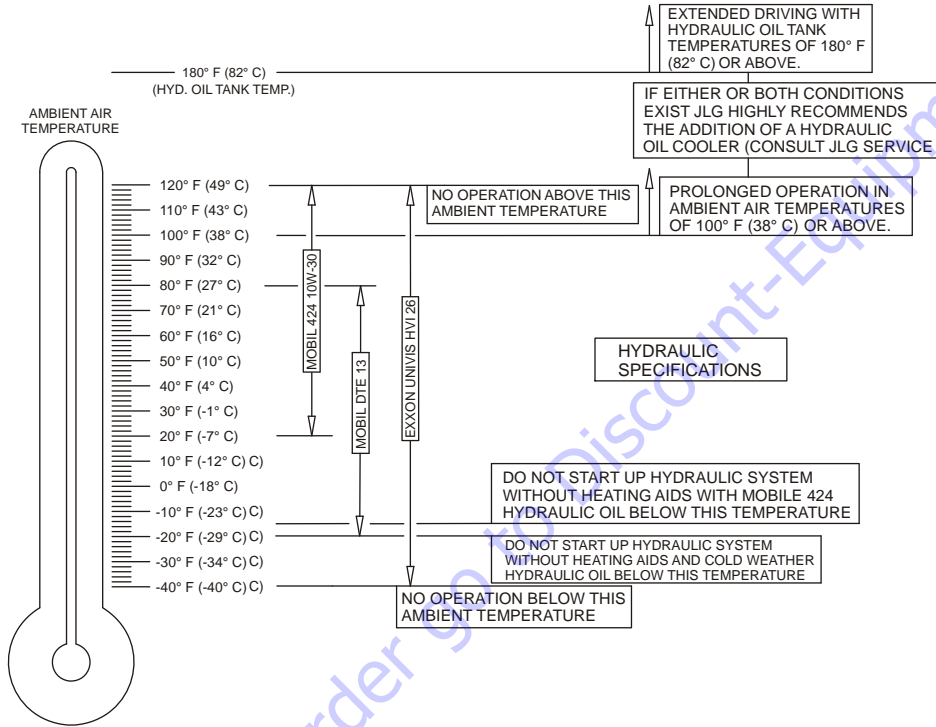 EXTENDED DRIVING WITH
HYDRAULIC OIL TANK
TEMPERATURES OF 180° F
(82° C) OR ABOVE.
180° F (82° C)
(HYD. OIL TANK TEMP.)
IF EITHER OR BOTH CONDITIONS
EXIST JLG HIGHLY RECOMMENDS
THE ADDITION OF A HYDRAULIC
OIL COOLER (CONSULT JLG SERVICE
AMBIENT AIR
TEMPERATURE
120° F (49° C)
110° F (43° C)
100° F (38° C)
90° F (32° C)
80° F (27° C)
70° F (21° C)
60° F (16° C)
50° F (10° C)
40° F (4° C)
30° F (-1° C)
20° F (-7° C)
10° F (-12° C) C)
0° F (-18° C)
-10° F (-23° C) C)
-20° F (-29° C) C)
-30° F (-34° C) C)
-40° F (-40° C) C)
MOBIL 424 10W-30
MOBIL DTE 13
EXXON UNIVIS HVI 26
NO OPERATION ABOVE THIS
AMBIENT TEMPERATURE
PROLONGED OPERATION IN
AMBIENT AIR TEMPERATURES
OF 100° F (38° C) OR ABOVE.
HYDRAULIC
SPECIFICATIONS
DO NOT START UP HYDRAULIC SYSTEM
WITHOUT HEATING AIDS WITH MOBILE 424
HYDRAULIC OIL BELOW THIS TEMPERATURE
DO NOT START UP HYDRAULIC SYSTEM
WITHOUT HEATING AIDS AND COLD WEATHER
HYDRAULIC OIL BELOW THIS TEMPERATURE
NO OPERATION BELOW THIS
AMBIENT TEMPERATURE
rder go to Discount-Equipm